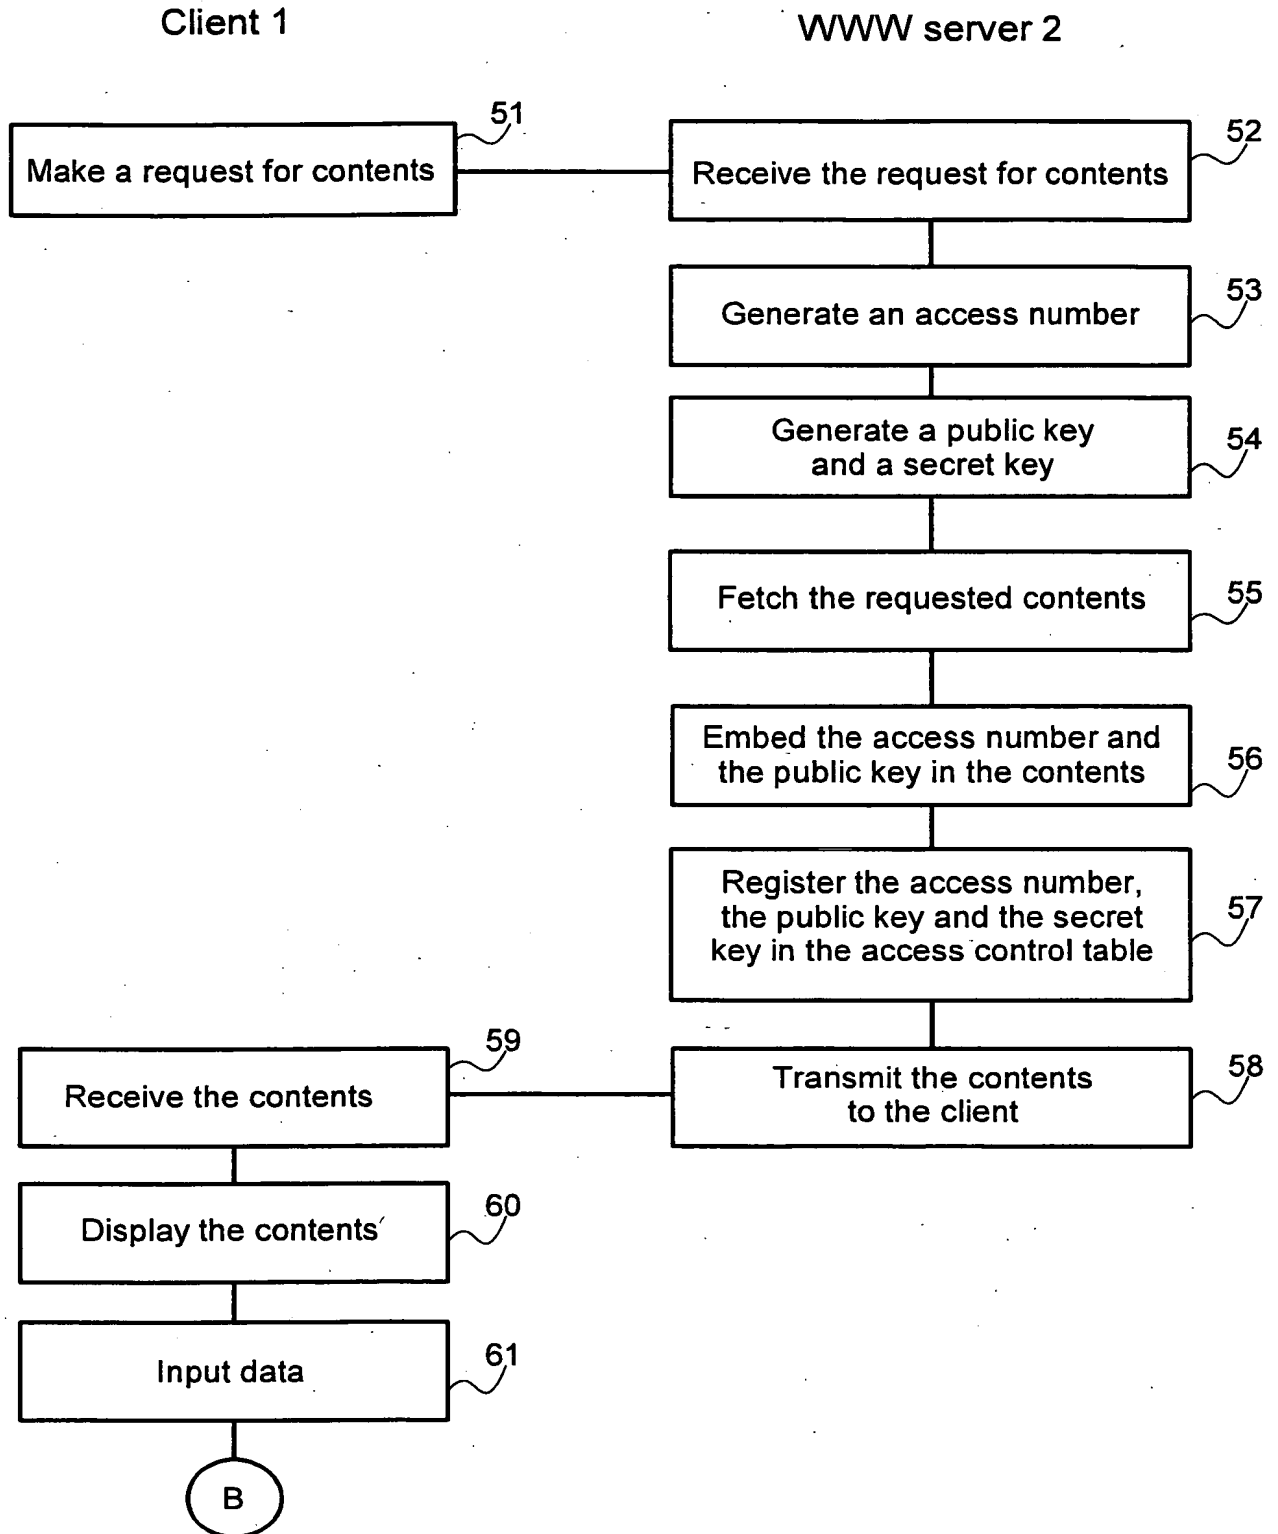 Client 1
WWW server 2
51
Make a request for contents
52
Receive the request for contents
53
Generate an access number
54
Generate a public key
and a secret key
55
Fetch the requested contents
56
Embed the access number and
the public key in the contents
57
Register the access number,
the public key and the secret
key in the access control table
58
Transmit the contents
to the client
59
Receive the contents
60
Display the contents
61
Input data
B